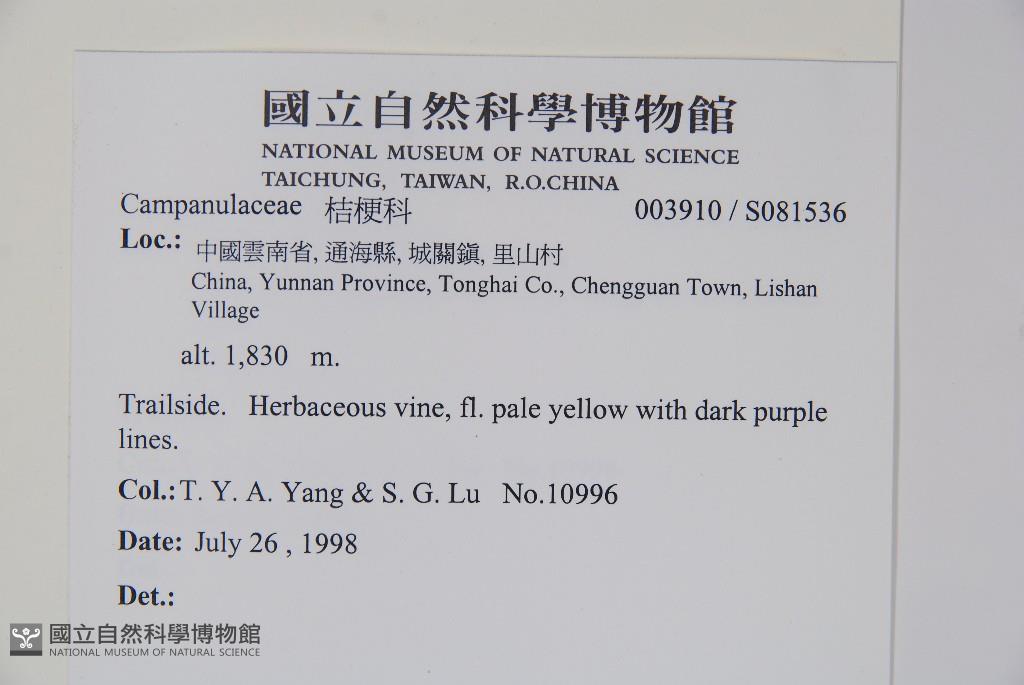 國立自然科學博物館
NATIONAL MUSEUM OF NATURAL SCIENCE
TAICHUNG, TAIWAN, R.O.CHINA
Campanulaceae 桔梗科 003910 / S081536
Loc.: 中國雲南省, 通海縣, 城關鎮, 里山村
China, Yunnan Province, Tonghai Co., Chengguan Town, Lishan
Village
alt. 1,830 m.
Trailside. Herbaceous vine, fl. pale yellow with dark purple
lines.
Col.: T. Y. A. Yang & S. G. Lu No.10996
Date: July 26 , 1998
Det.:
國立自然科學博物館
NATIONAL MUSEUM OF NATURAL SCIENCE